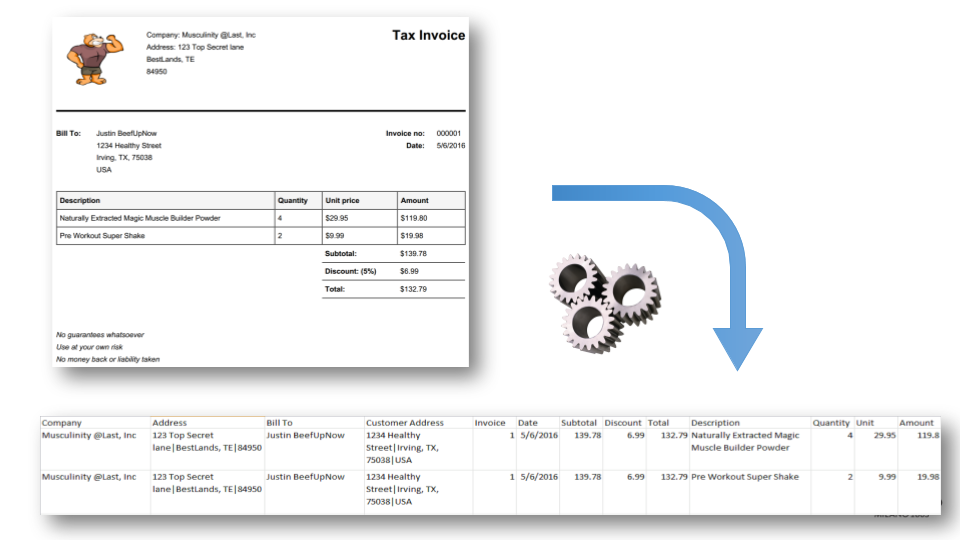 Company: Musculinity @Last, Inc
Address: 123 Top Secret lane
BestLands, TE
84950
Tax Invoice
Bill To: Justin BeefUpNow
1234 Healthy Street
Irving, TX, 75038
USA
Invoice no: 000001
Date: 5/6/2016
Description Quantity Unit price Amount
Naturally Extracted Magic Muscle Builder Powder 4 $29.95 $119.80
Pre Workout Super Shake 2 $9.99 $19.98
Subtotal: $139.78
Discount: (5%) $6.99
Total: $132.79
No guarantees whatsoever
Use at your own risk
No money back or liability taken
Company Address Bill To Customer Address Invoice Date Subtotal Discount Total Description Quantity Unit Amount
Musculinity @Last, Inc 123 Top Secret Justin BeefUpNow 1234 Healthy 1 5/6/2016 139.78 6.99 132.79 Naturally Extracted Magic 4 29.95 119.8
lane|BestLands, TE|84950 Street|Irving, TX, Muscle Builder Powder
75038|USA
Musculinity @Last, Inc 123 Top Secret Justin BeefUpNow 1234 Healthy 1 5/6/2016 139.78 6.99 132.79 Pre Workout Super Shake 2 9.99 19.98
lane|BestLands, TE|84950 Street|Irving, TX,
75038|USA